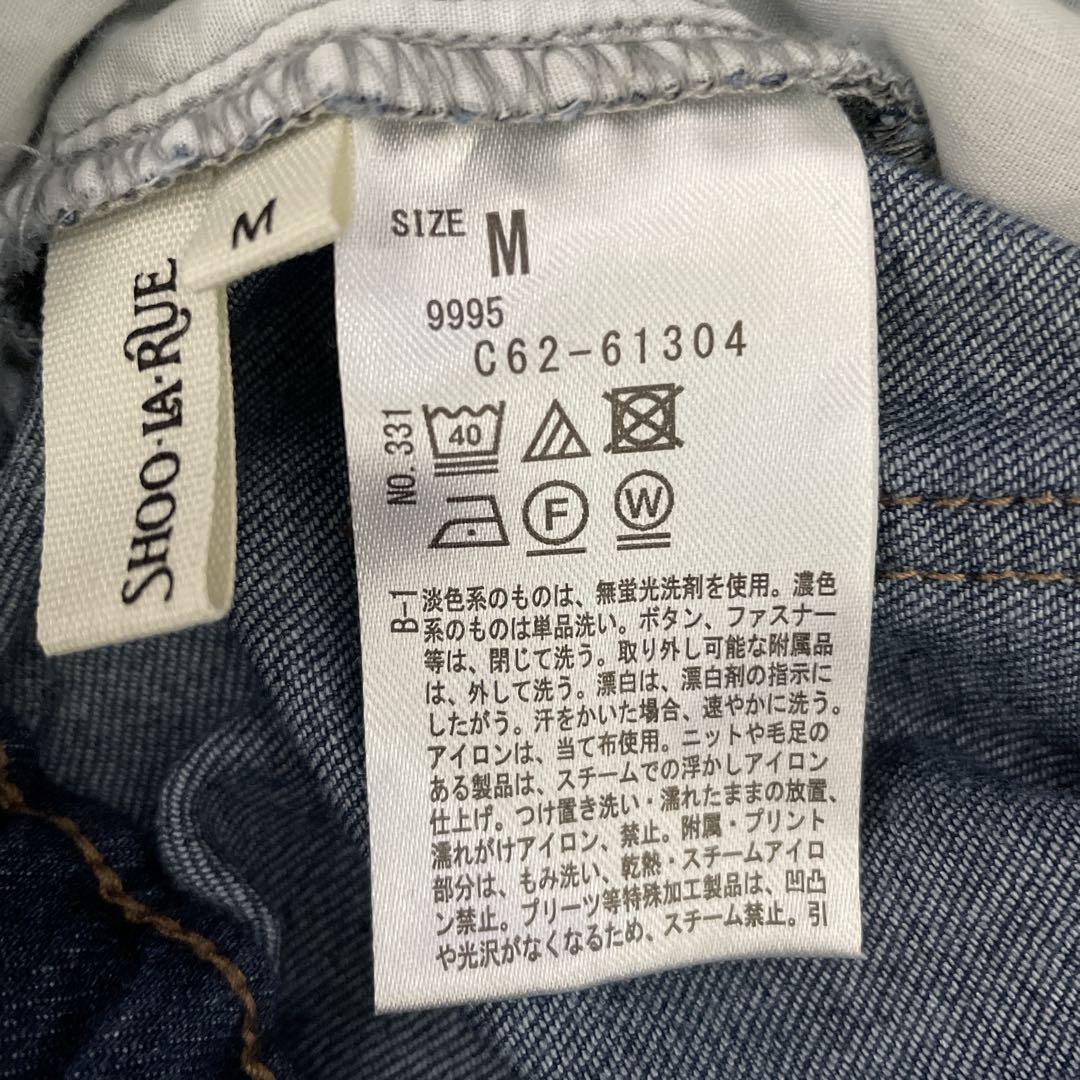 M
SHOO·LA·RUE
SIZE M
9995
C62-61304
NO.331
40
F
W
B-1
淡色系のものは、無蛍光洗剤を使用。濃色
系のものは単品洗い。ボタン、ファスナー
等は、閉じて洗う。取り外し可能な附属品
は、外して洗う。漂白は、漂白剤の指示に
したがう。汗をかいた場合、速やかに洗う。
アイロンは、当て布使用。ニットや毛足の
ある製品は、スチームでの浮かしアイロン
仕上げ。つけ置き洗い・濡れたままの放置、
濡れがけアイロン、禁止。附属・プリント
部分は、もみ洗い、乾熱・スチームアイロ
ン禁止。プリーツ等特殊加工製品は、凹凸
や光沢がなくなるため、スチーム禁止。引